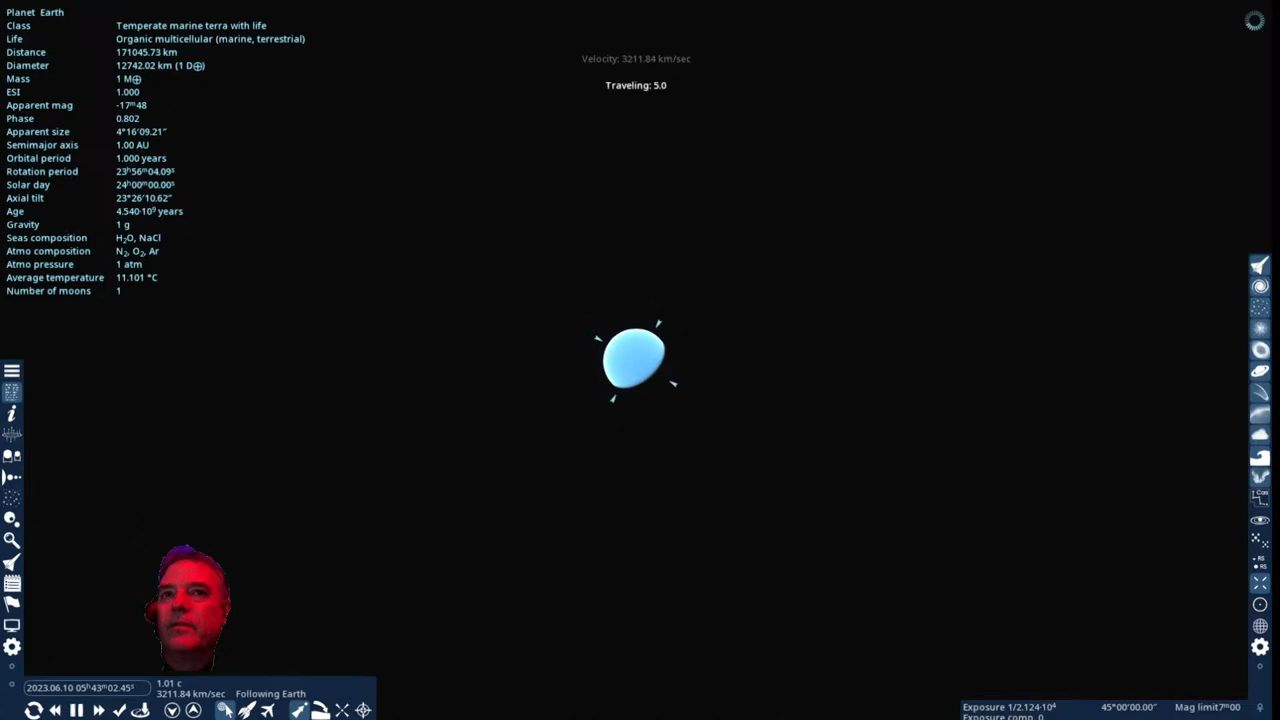 Planet Earth
Class Temperate marine terra with life
Life Organic multicellular (marine, terrestrial)
Distance 171045.73 km
Diameter 12742.02 km (1 D⊕)
Mass 1 M⊕
ESI 1.000
Apparent mag -17ᵐ48
Phase 0.802
Apparent size 4°16′09.21″
Semimajor axis 1.00 AU
Orbital period 1.000 years
Rotation period 23ʰ56ᵐ04.09ˢ
Solar day 24ʰ00ᵐ00.00ˢ
Axial tilt 23°26′10.62″
Age 4.540·10⁹ years
Gravity 1 g
Seas composition H₂O, NaCl
Atmo composition N₂, O₂, Ar
Atmo pressure 1 atm
Average temperature 11.101 °C
Number of moons 1
Velocity: 3211.84 km/sec
Traveling: 5.0
RS
RS
2023.06.10 05ʰ43ᵐ02.45ˢ
1.01 c
3211.84 km/sec Following Earth
Exposure 1/2.124·10⁴ 45°00′00.00″ Mag limit 7ᵐ00
Exposure comp. 0